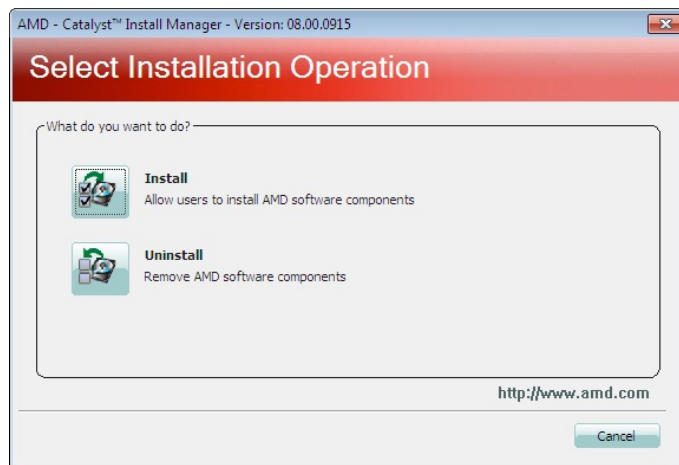 AMD - Catalyst™ Install Manager - Version: 08.00.0915
Select Installation Operation
What do you want to do?
Install
Allow users to install AMD software components
Uninstall
Remove AMD software components
http://www.amd.com
Cancel